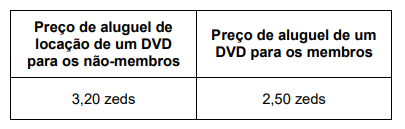 Preço de aluguel de
locação de um DVD
para os não-membros
Preço de aluguel de um
DVD para os membros
3,20 zeds
2,50 zeds